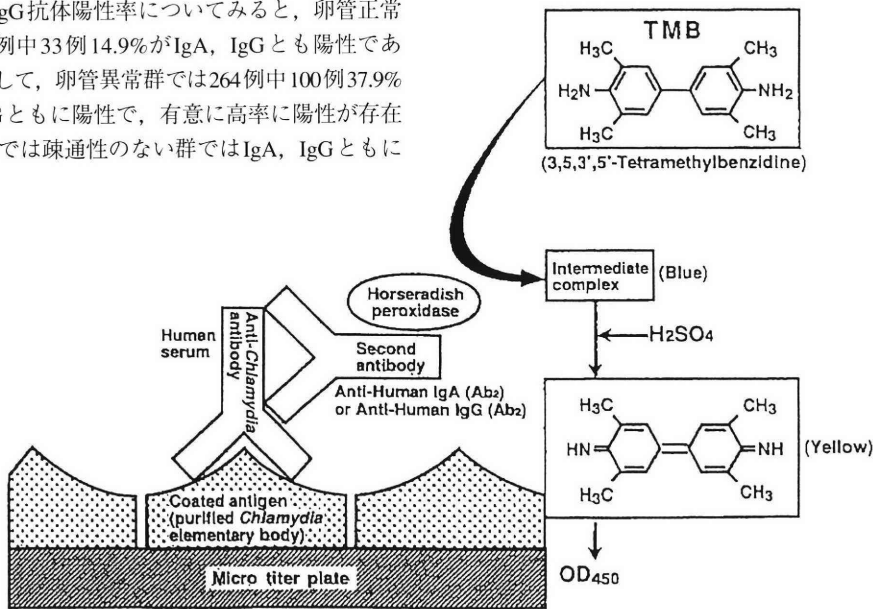 gG抗体陽性率についてみると，卵管正常
例中33例14.9%がIgA，IgGとも陽性であ
して，卵管異常群では264例中100例37.9%
ともに陽性で，有意に高率に陽性が存在
では疎通性のない群ではIgA，IgGともに
TMB
H3C
CH3
H2N
NH2
H3C
CH3
(3,5,3',5'-Tetramethylbenzidine)
Intermediate
complex
(Blue)
H2SO4
Horseradish
peroxidase
Human
serum
Anti-Chlamydia
antibody
Second
antibody
Anti-Human IgA (Ab2)
or Anti-Human IgG (Ab2)
H3C
CH3
HN
NH
(Yellow)
H3C
CH3
Coated antigen
(purified Chlamydia
elementary body)
Micro titer plate
OD450